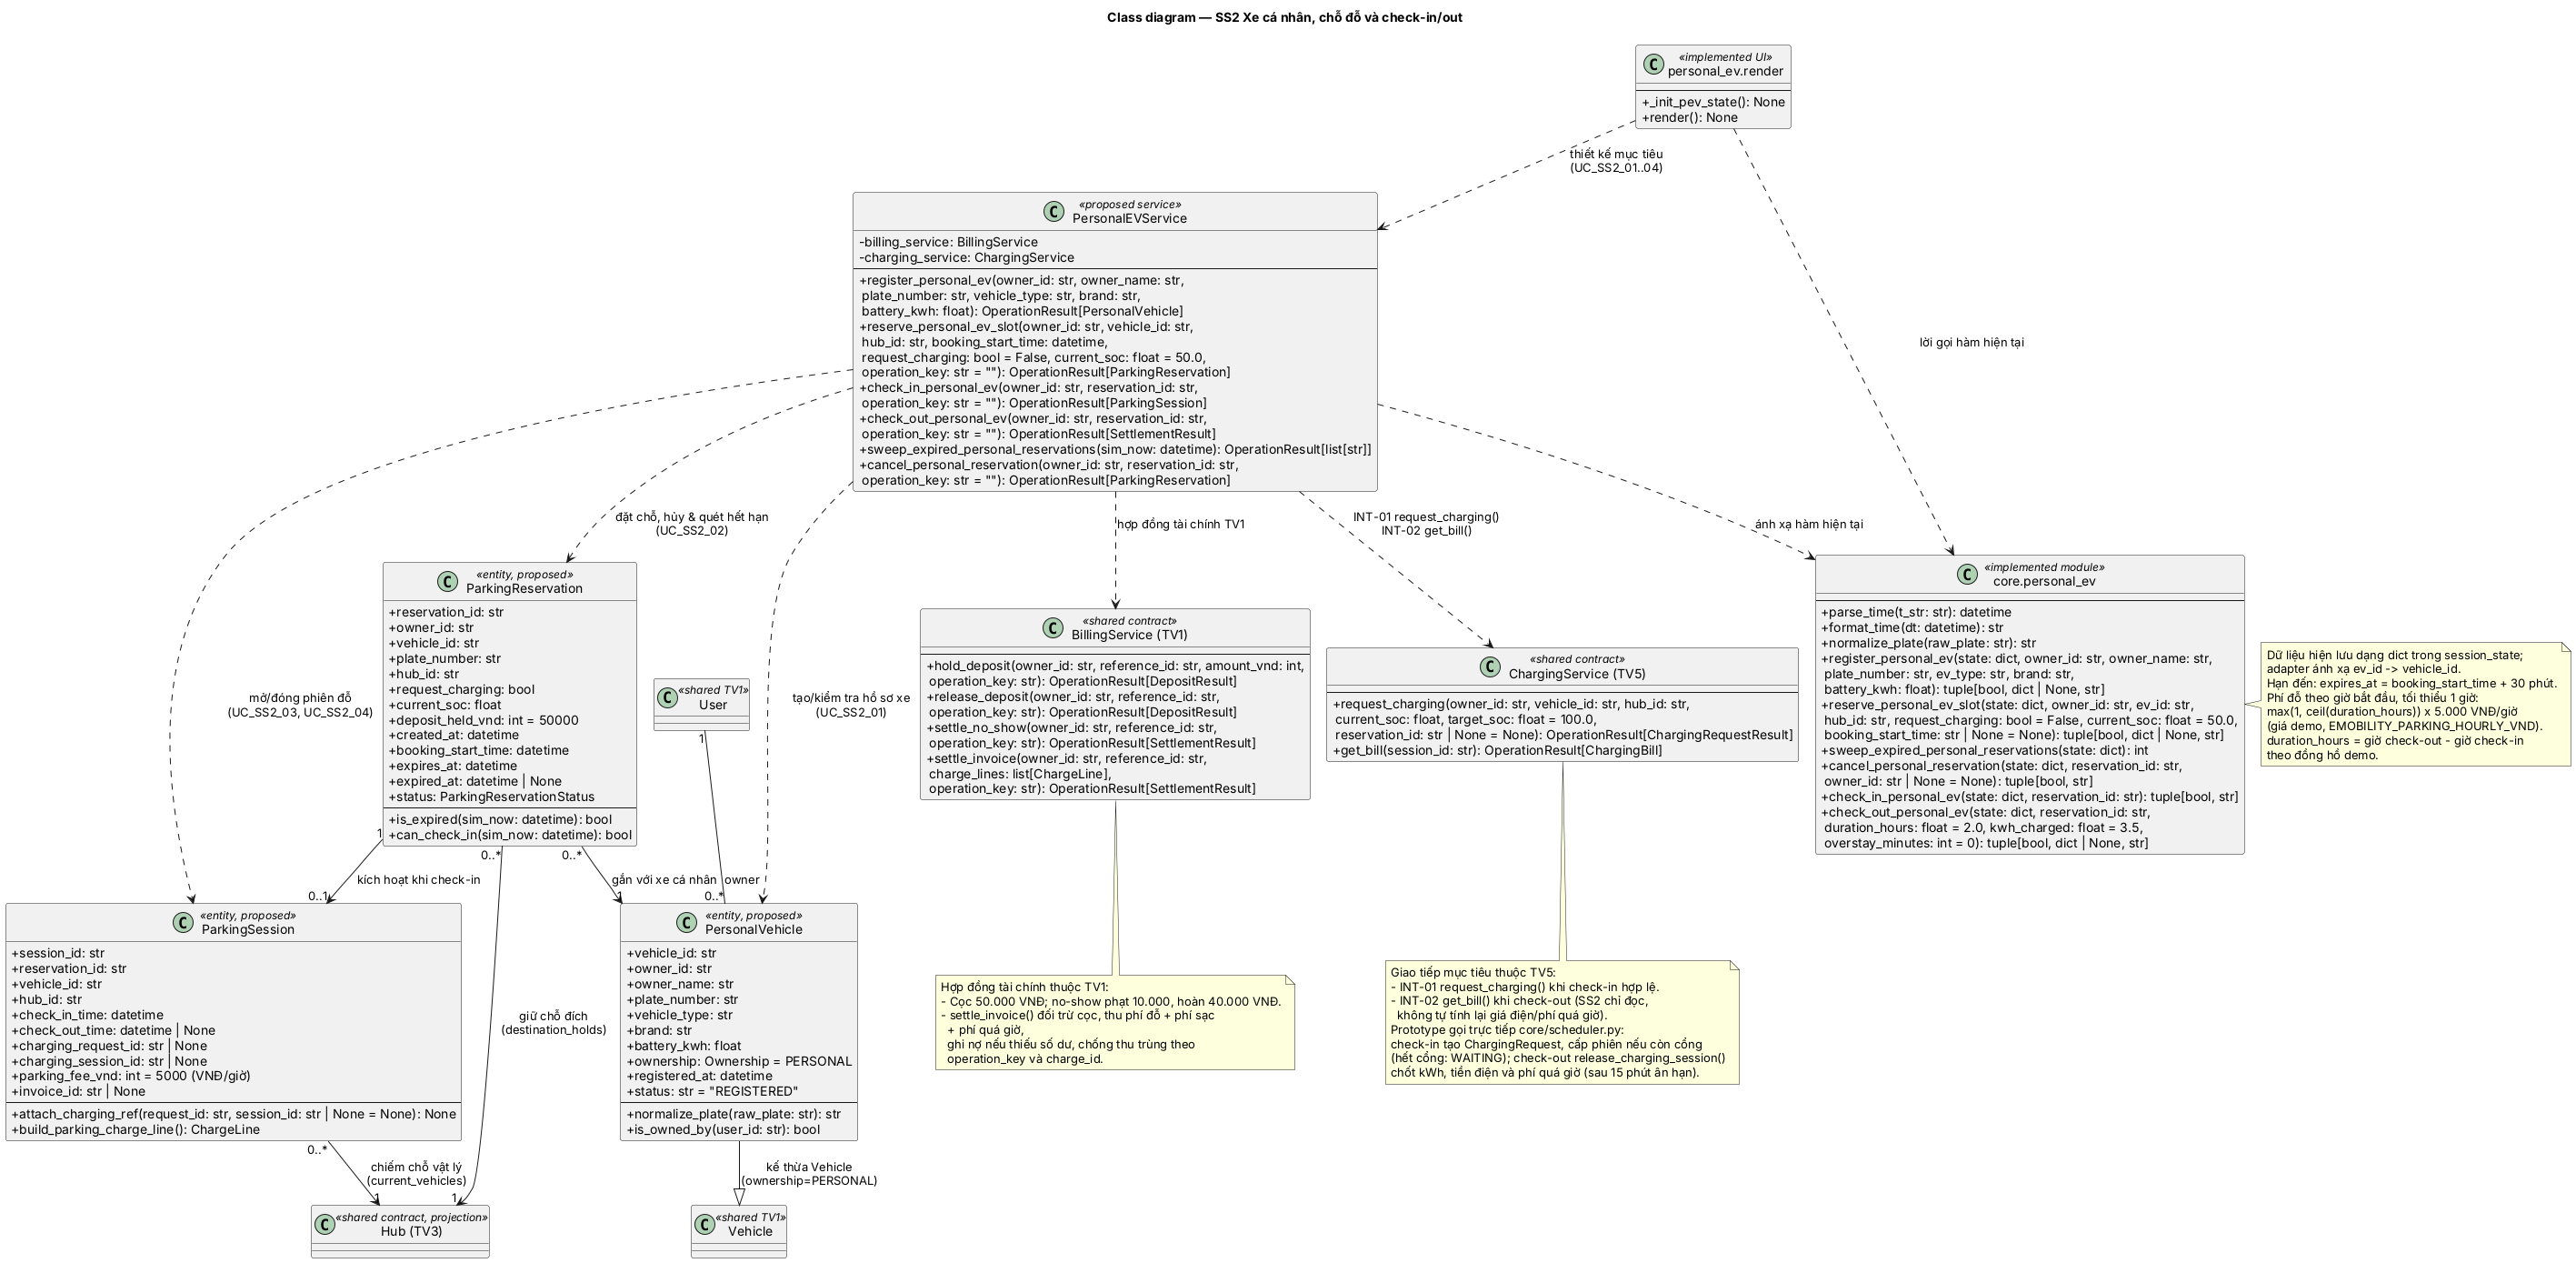 Class diagram — SS2 Xe cá nhân, chỗ đỗ và check-in/out
C «implemented UI»
personal_ev.render
+_init_pev_state(): None
+render(): None
thiết kế mục tiêu
(UC_SS2_01..04)
lời gọi hàm hiện tại
C «proposed service»
PersonalEVService
-billing_service: BillingService
-charging_service: ChargingService
+register_personal_ev(owner_id: str, owner_name: str,
plate_number: str, vehicle_type: str, brand: str,
battery_kwh: float): OperationResult[PersonalVehicle]
+reserve_personal_ev_slot(owner_id: str, vehicle_id: str,
hub_id: str, booking_start_time: datetime,
request_charging: bool = False, current_soc: float = 50.0,
operation_key: str = ""): OperationResult[ParkingReservation]
+check_in_personal_ev(owner_id: str, reservation_id: str,
operation_key: str = ""): OperationResult[ParkingSession]
+check_out_personal_ev(owner_id: str, reservation_id: str,
operation_key: str = ""): OperationResult[SettlementResult]
+sweep_expired_personal_reservations(sim_now: datetime): OperationResult[list[str]]
+cancel_personal_reservation(owner_id: str, reservation_id: str,
operation_key: str = ""): OperationResult[ParkingReservation]
đặt chỗ, hủy & quét hết hạn
(UC_SS2_02)
hợp đồng tài chính TV1
INT-01 request_charging()
INT-02 get_bill()
ánh xạ hàm hiện tại
mở/đóng phiên đỗ
(UC_SS2_03, UC_SS2_04)
tạo/kiểm tra hồ sơ xe
(UC_SS2_01)
C «entity, proposed»
ParkingReservation
+reservation_id: str
+owner_id: str
+vehicle_id: str
+plate_number: str
+hub_id: str
+request_charging: bool
+current_soc: float
+deposit_held_vnd: int = 50000
+created_at: datetime
+booking_start_time: datetime
+expires_at: datetime
+expired_at: datetime | None
+status: ParkingReservationStatus
+is_expired(sim_now: datetime): bool
+can_check_in(sim_now: datetime): bool
C «shared TV1»
User
C «shared contract»
BillingService (TV1)
+hold_deposit(owner_id: str, reference_id: str, amount_vnd: int,
operation_key: str): OperationResult[DepositResult]
+release_deposit(owner_id: str, reference_id: str,
operation_key: str): OperationResult[DepositResult]
+settle_no_show(owner_id: str, reference_id: str,
operation_key: str): OperationResult[SettlementResult]
+settle_invoice(owner_id: str, reference_id: str,
charge_lines: list[ChargeLine],
operation_key: str): OperationResult[SettlementResult]
C «shared contract»
ChargingService (TV5)
+request_charging(owner_id: str, vehicle_id: str, hub_id: str,
current_soc: float, target_soc: float = 100.0,
reservation_id: str | None = None): OperationResult[ChargingRequestResult]
+get_bill(session_id: str): OperationResult[ChargingBill]
C «implemented module»
core.personal_ev
+parse_time(t_str: str): datetime
+format_time(dt: datetime): str
+normalize_plate(raw_plate: str): str
+register_personal_ev(state: dict, owner_id: str, owner_name: str,
plate_number: str, ev_type: str, brand: str,
battery_kwh: float): tuple[bool, dict | None, str]
+reserve_personal_ev_slot(state: dict, owner_id: str, ev_id: str,
hub_id: str, request_charging: bool = False, current_soc: float = 50.0,
booking_start_time: str | None = None): tuple[bool, dict | None, str]
+sweep_expired_personal_reservations(state: dict): int
+cancel_personal_reservation(state: dict, reservation_id: str,
owner_id: str | None = None): tuple[bool, str]
+check_in_personal_ev(state: dict, reservation_id: str): tuple[bool, str]
+check_out_personal_ev(state: dict, reservation_id: str,
duration_hours: float = 2.0, kwh_charged: float = 3.5,
overstay_minutes: int = 0): tuple[bool, dict | None, str]
Dữ liệu hiện lưu dạng dict trong session_state;
adapter ánh xạ ev_id -> vehicle_id.
Hạn đến: expires_at = booking_start_time + 30 phút.
Phí đỗ theo giờ bắt đầu, tối thiểu 1 giờ:
max(1, ceil(duration_hours)) x 5.000 VNĐ/giờ
(giá demo, EMOBILITY_PARKING_HOURLY_VND).
duration_hours = giờ check-out - giờ check-in
theo đồng hồ demo.
1
0..1
kích hoạt khi check-in
0..*
1
giữ chỗ đích
(destination_holds)
0..*
1
gắn với xe cá nhân
1
0..*
owner
C «entity, proposed»
ParkingSession
+session_id: str
+reservation_id: str
+vehicle_id: str
+hub_id: str
+check_in_time: datetime
+check_out_time: datetime | None
+charging_request_id: str | None
+charging_session_id: str | None
+parking_fee_vnd: int = 5000 (VNĐ/giờ)
+invoice_id: str | None
+attach_charging_ref(request_id: str, session_id: str | None = None): None
+build_parking_charge_line(): ChargeLine
C «entity, proposed»
PersonalVehicle
+vehicle_id: str
+owner_id: str
+owner_name: str
+plate_number: str
+vehicle_type: str
+brand: str
+battery_kwh: float
+ownership: Ownership = PERSONAL
+registered_at: datetime
+status: str = "REGISTERED"
+normalize_plate(raw_plate: str): str
+is_owned_by(user_id: str): bool
Hợp đồng tài chính thuộc TV1:
- Cọc 50.000 VNĐ; no-show phạt 10.000, hoàn 40.000 VNĐ.
- settle_invoice() đối trừ cọc, thu phí đỗ + phí sạc
+ phí quá giờ,
ghi nợ nếu thiếu số dư, chống thu trùng theo
operation_key và charge_id.
Giao tiếp mục tiêu thuộc TV5:
- INT-01 request_charging() khi check-in hợp lệ.
- INT-02 get_bill() khi check-out (SS2 chỉ đọc,
không tự tính lại giá điện/phí quá giờ).
Prototype gọi trực tiếp core/scheduler.py:
check-in tạo ChargingRequest, cấp phiên nếu còn cổng
(hết cổng: WAITING); check-out release_charging_session()
chốt kWh, tiền điện và phí quá giờ (sau 15 phút ân hạn).
0..*
1
chiếm chỗ vật lý
(current_vehicles)
kế thừa Vehicle
(ownership=PERSONAL)
C «shared contract, projection»
Hub (TV3)
C «shared TV1»
Vehicle